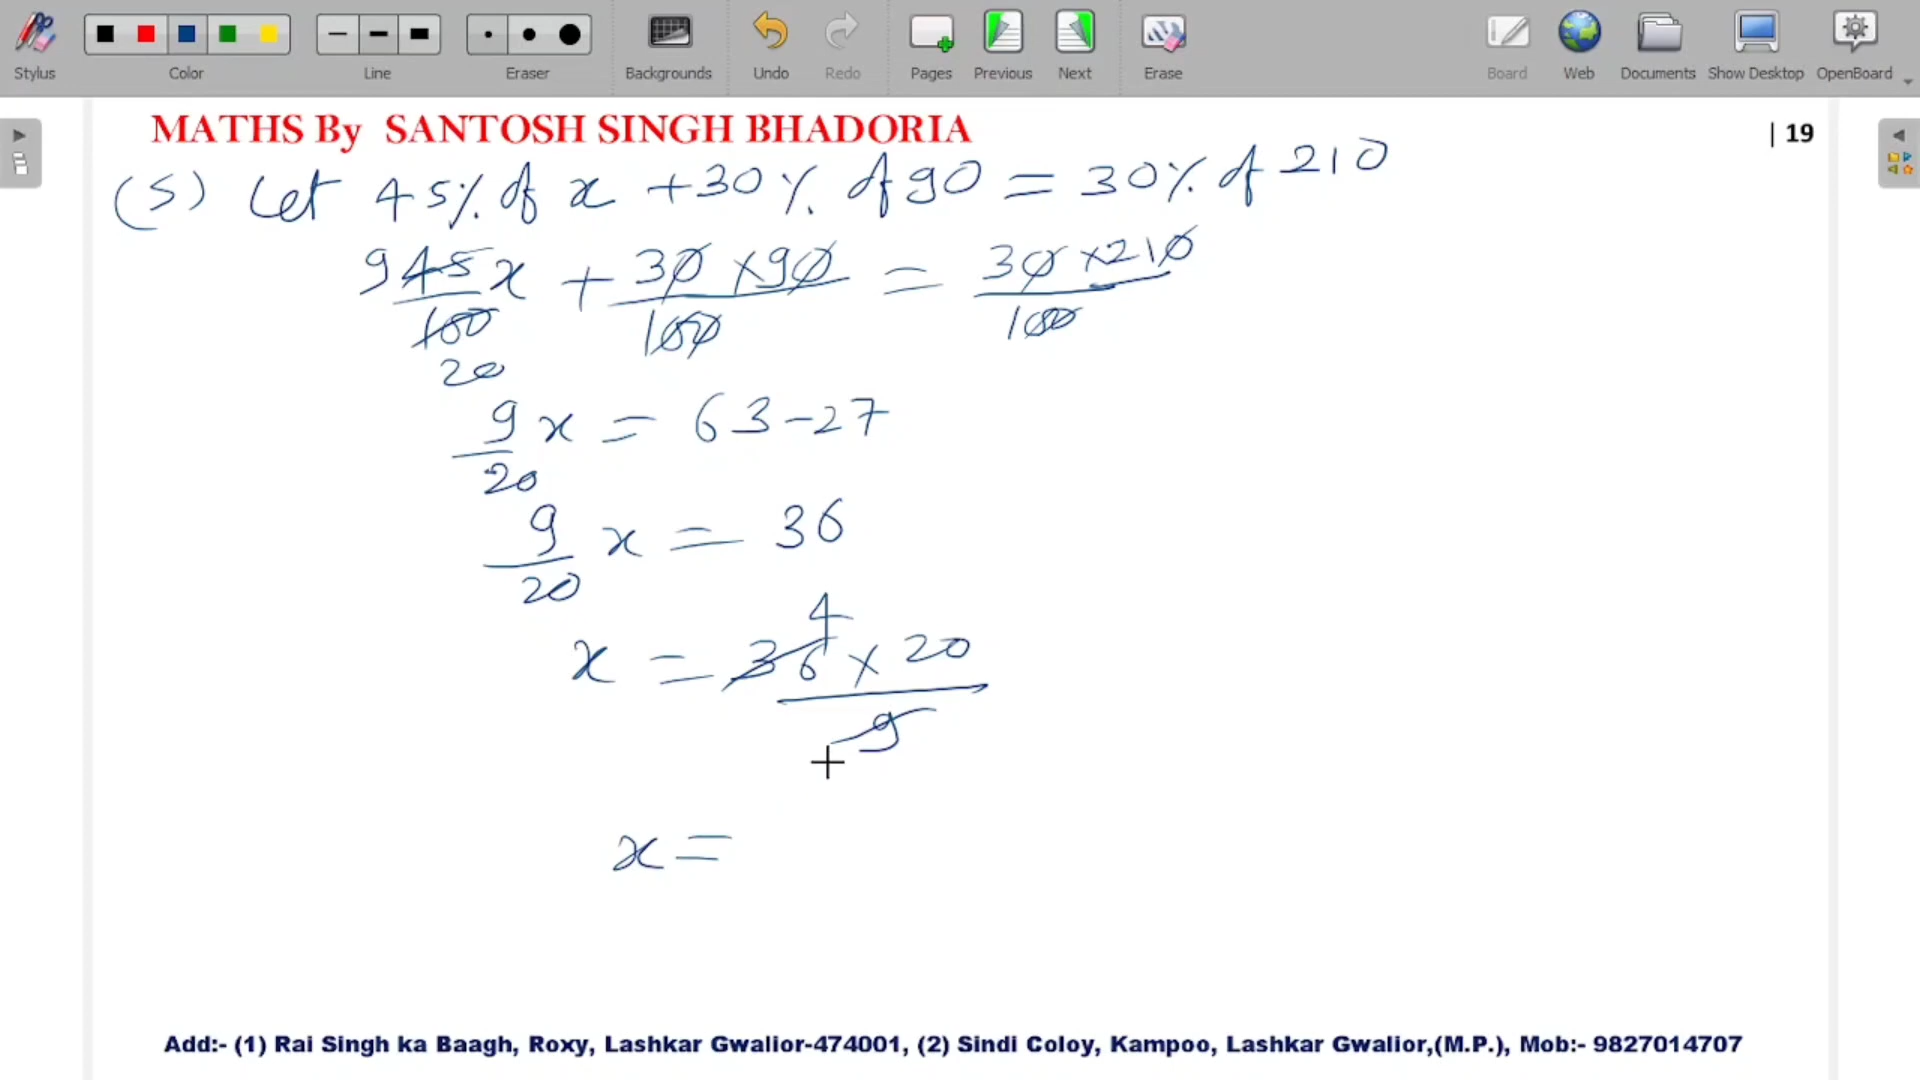 Stylus Color Line Eraser Backgrounds Undo Redo Pages Previous Next Erase Board Web Documents Show Desktop OpenBoard
MATHS By SANTOSH SINGH BHADORIA | 19
(5) Let 45% of x + 30% of 90 = 30% of 210
9 45x/100 20 + 30 × 90/100 = 30 × 210/100
9/20 x = 63 - 27
9/20 x = 36
x = 36 4 × 20/9
x =
Add:- (1) Rai Singh ka Baagh, Roxy, Lashkar Gwalior-474001, (2) Sindi Coloy, Kampoo, Lashkar Gwalior,(M.P.), Mob:- 9827014707